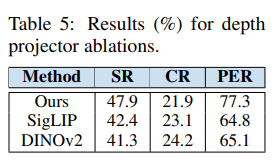 Table 5: Results (%) for depth
projector ablations.
Method SR CR PER
Ours 47.9 21.9 77.3
SigLIP 42.4 23.1 64.8
DINOv2 41.3 24.2 65.1